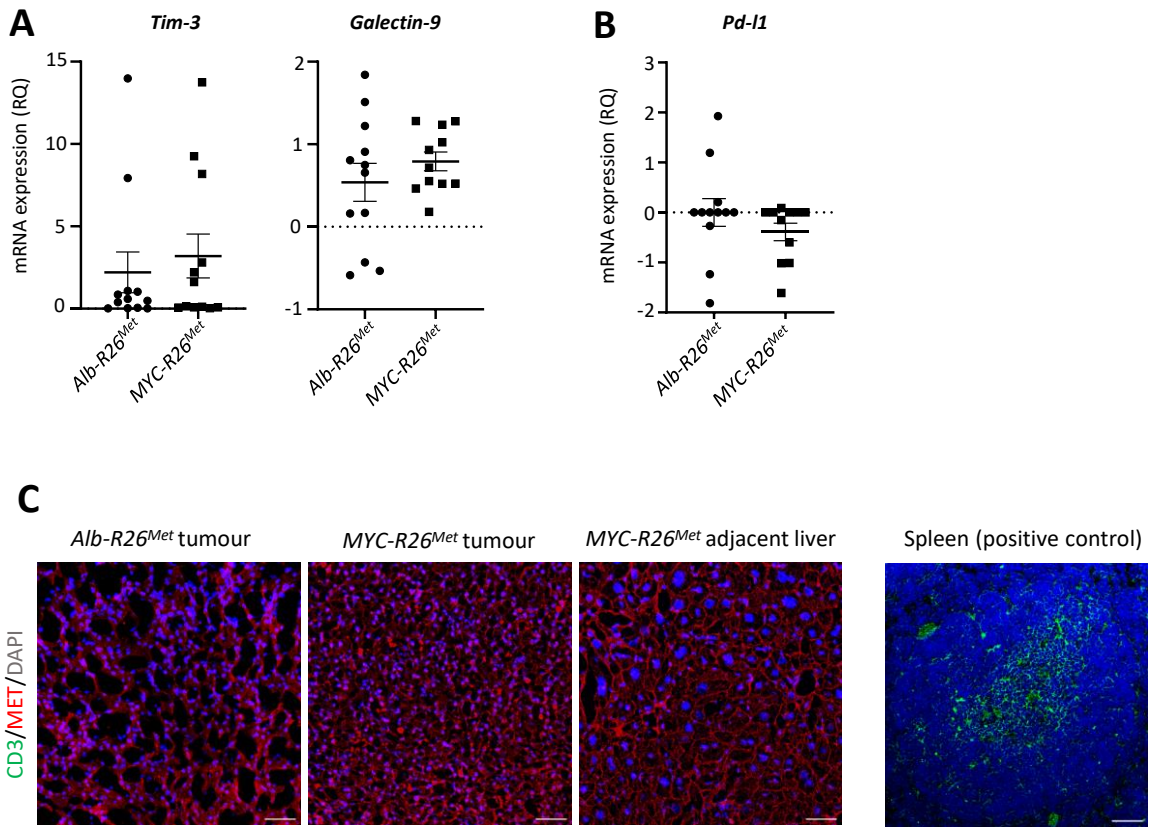 A
Tim-3
Galectin-9
B
Pd-l1
mRNA expression (RQ)
15
10
5
0
2
1
0
-1
mRNA expression (RQ)
3
2
1
0
-1
-2
Alb-R26Met
MYC-R26Met
Alb-R26Met
MYC-R26Met
Alb-R26Met
MYC-R26Met
C
Alb-R26Met tumour
MYC-R26Met tumour
MYC-R26Met adjacent liver
Spleen (positive control)
CD3/MET/DAPI